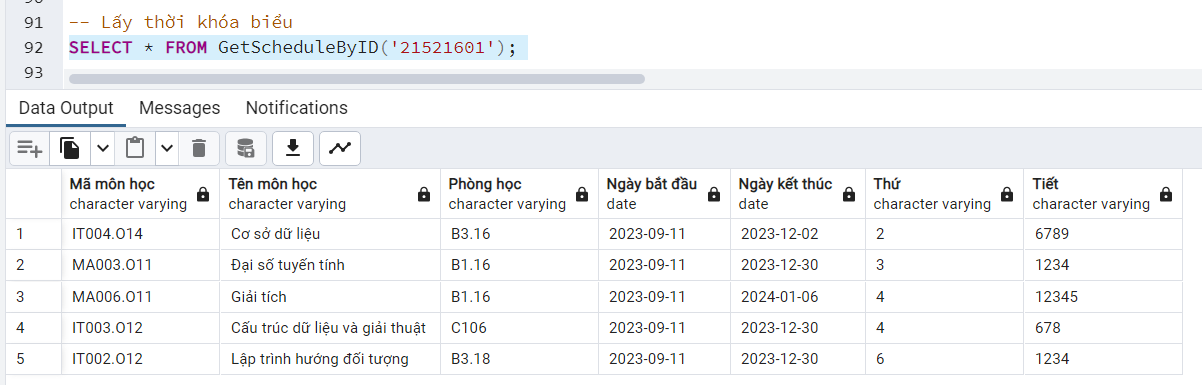 91 -- Lấy thời khóa biểu
92 SELECT * FROM GetScheduleByID('21521601');
93
Data Output Messages Notifications
Mã môn học Tên môn học Phòng học Ngày bắt đầu Ngày kết thúc Thứ Tiết
character varying character varying character varying date date character varying character varying
1 IT004.O14 Cơ sở dữ liệu B3.16 2023-09-11 2023-12-02 2 6789
2 MA003.O11 Đại số tuyến tính B1.16 2023-09-11 2023-12-30 3 1234
3 MA006.O11 Giải tích B1.16 2023-09-11 2024-01-06 4 12345
4 IT003.O12 Cấu trúc dữ liệu và giải thuật C106 2023-09-11 2023-12-30 4 678
5 IT002.O12 Lập trình hướng đối tượng B3.18 2023-09-11 2023-12-30 6 1234